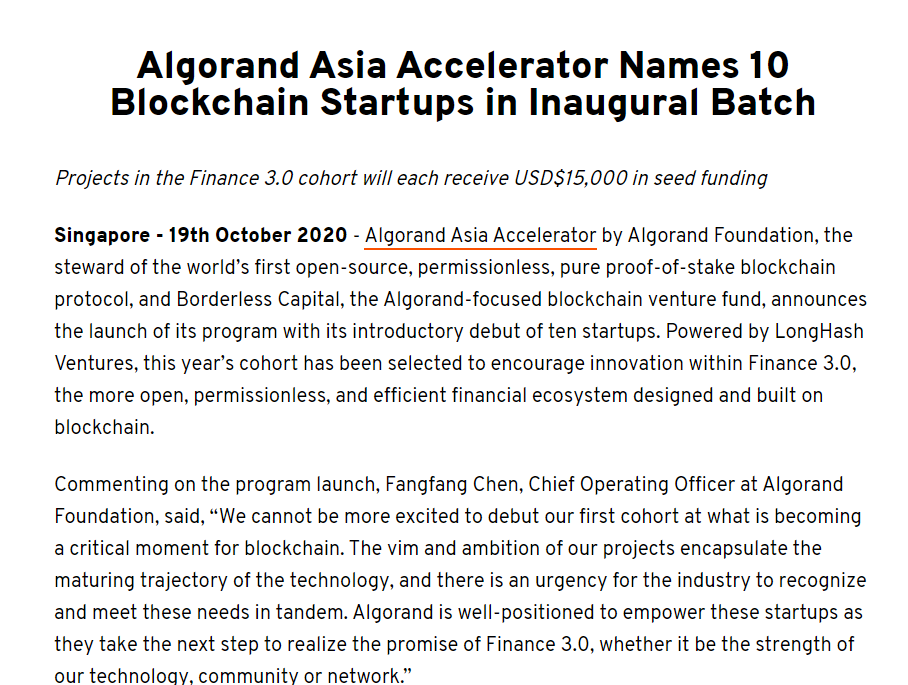 Algorand Asia Accelerator Names 10
Blockchain Startups in Inaugural Batch
Projects in the Finance 3.0 cohort will each receive USD$15,000 in seed funding
Singapore - 19th October 2020 - Algorand Asia Accelerator by Algorand Foundation, the
steward of the world’s first open-source, permissionless, pure proof-of-stake blockchain
protocol, and Borderless Capital, the Algorand-focused blockchain venture fund, announces
the launch of its program with its introductory debut of ten startups. Powered by LongHash
Ventures, this year’s cohort has been selected to encourage innovation within Finance 3.0,
the more open, permissionless, and efficient financial ecosystem designed and built on
blockchain.
Commenting on the program launch, Fangfang Chen, Chief Operating Officer at Algorand
Foundation, said, “We cannot be more excited to debut our first cohort at what is becoming
a critical moment for blockchain. The vim and ambition of our projects encapsulate the
maturing trajectory of the technology, and there is an urgency for the industry to recognize
and meet these needs in tandem. Algorand is well-positioned to empower these startups as
they take the next step to realize the promise of Finance 3.0, whether it be the strength of
our technology, community or network.”